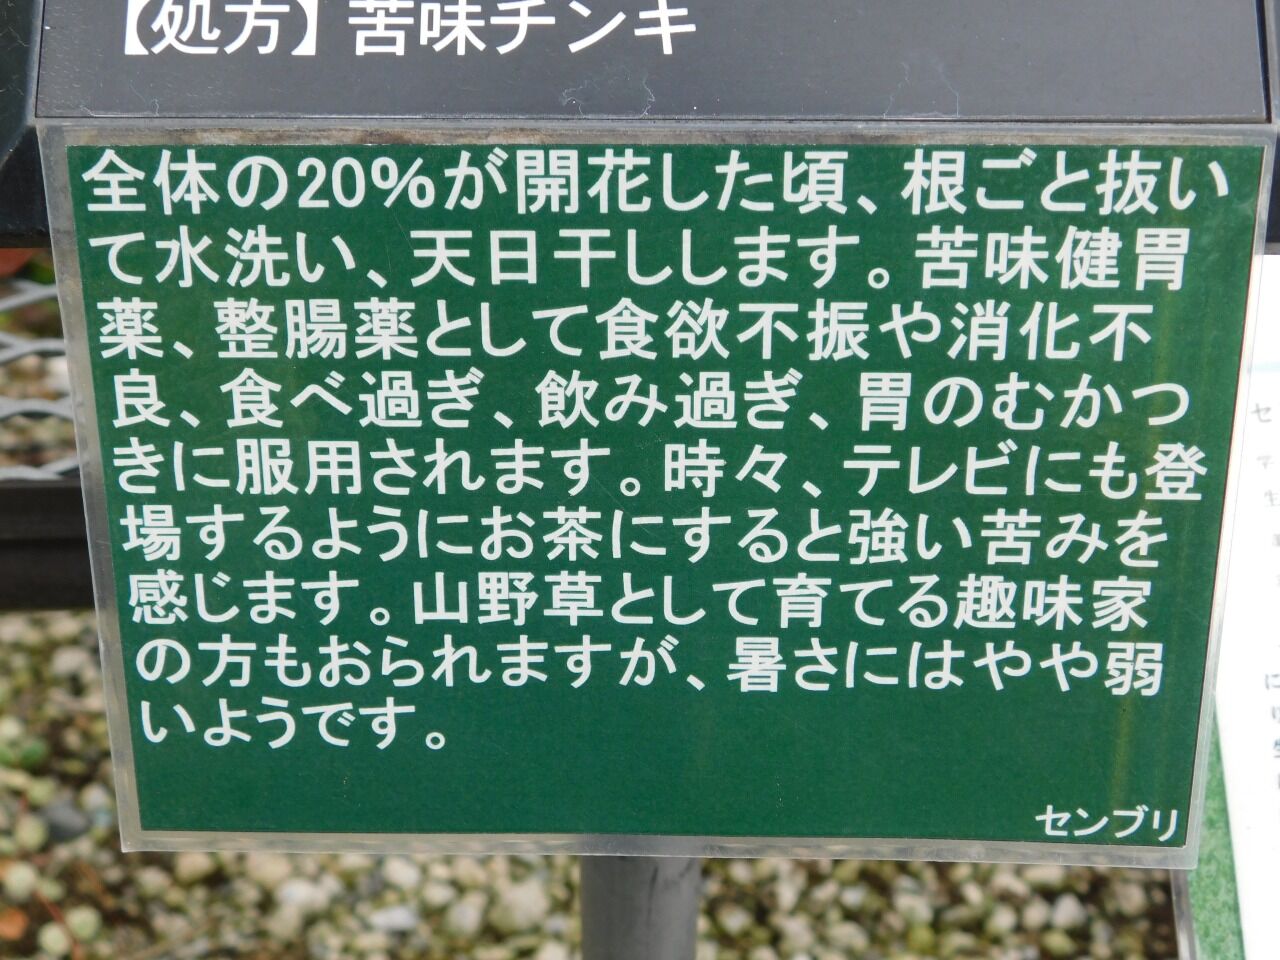 【処方】 苦味チンキ
全体の20%が開花した頃、根ごと抜い
て水洗い、天日干しします。苦味健胃
薬、整腸薬として食欲不振や消化不
良、食べ過ぎ、飲み過ぎ、胃のむかつ
きに服用されます。時々、テレビにも登
場するようにお茶にすると強い苦みを
感じます。山野草として育てる趣味家
の方もおられますが、暑さにはやや弱
いようです。
センブリ